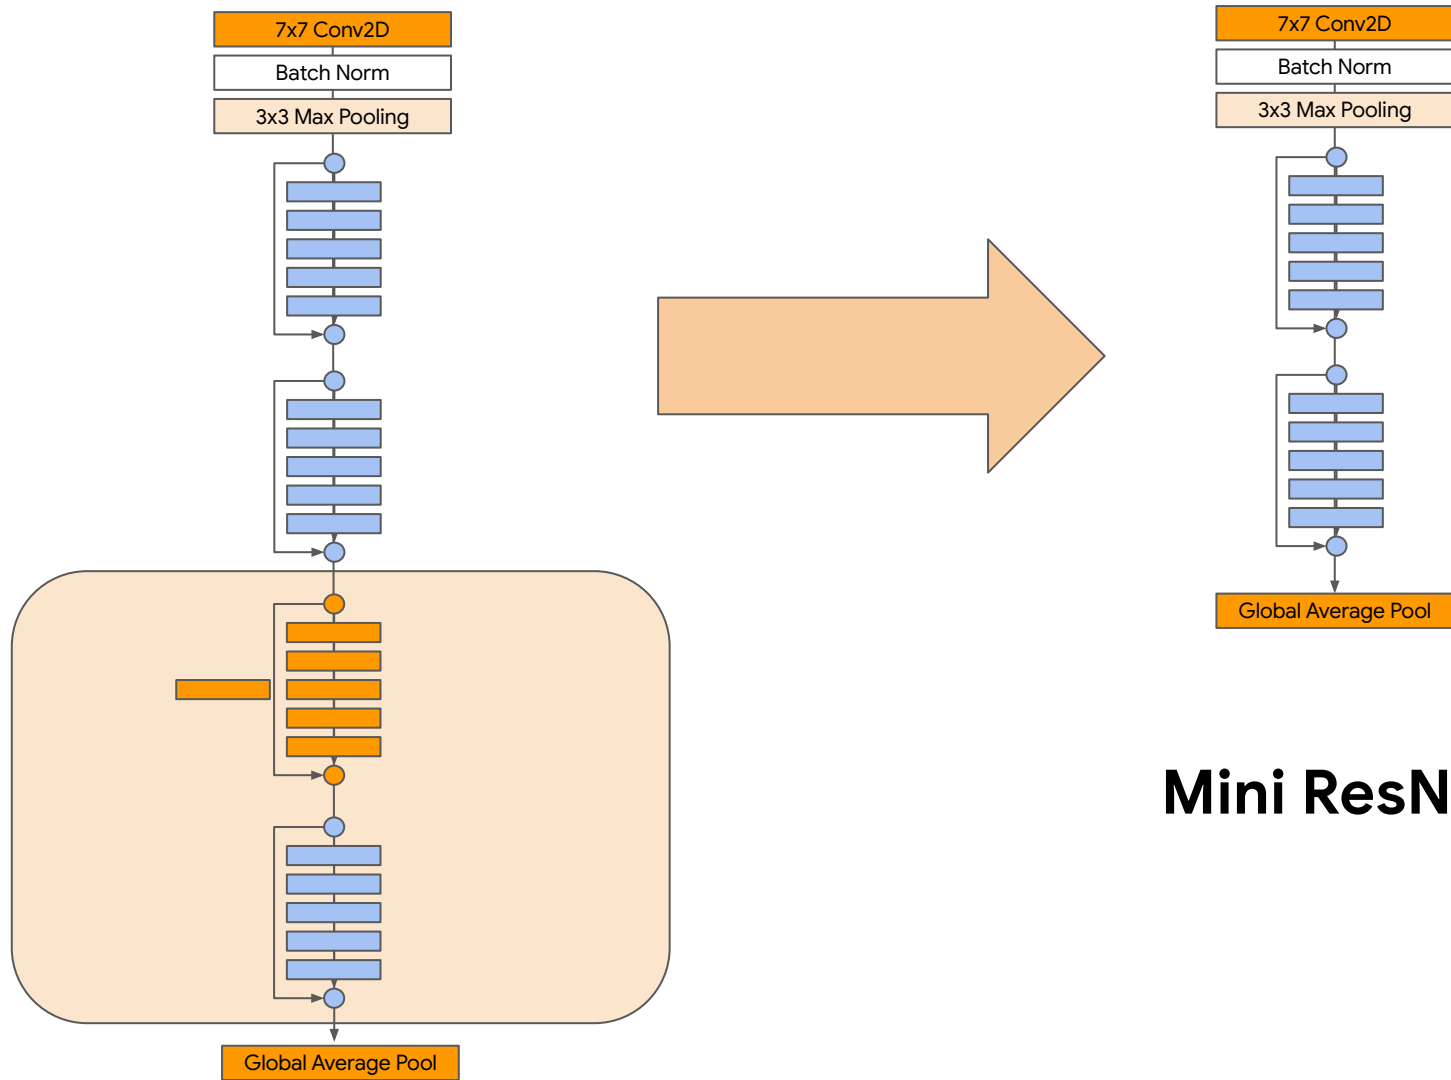 7x7 Conv2D
Batch Norm
3x3 Max Pooling
Global Average Pool
7x7 Conv2D
Batch Norm
3x3 Max Pooling
Global Average Pool
Mini ResN